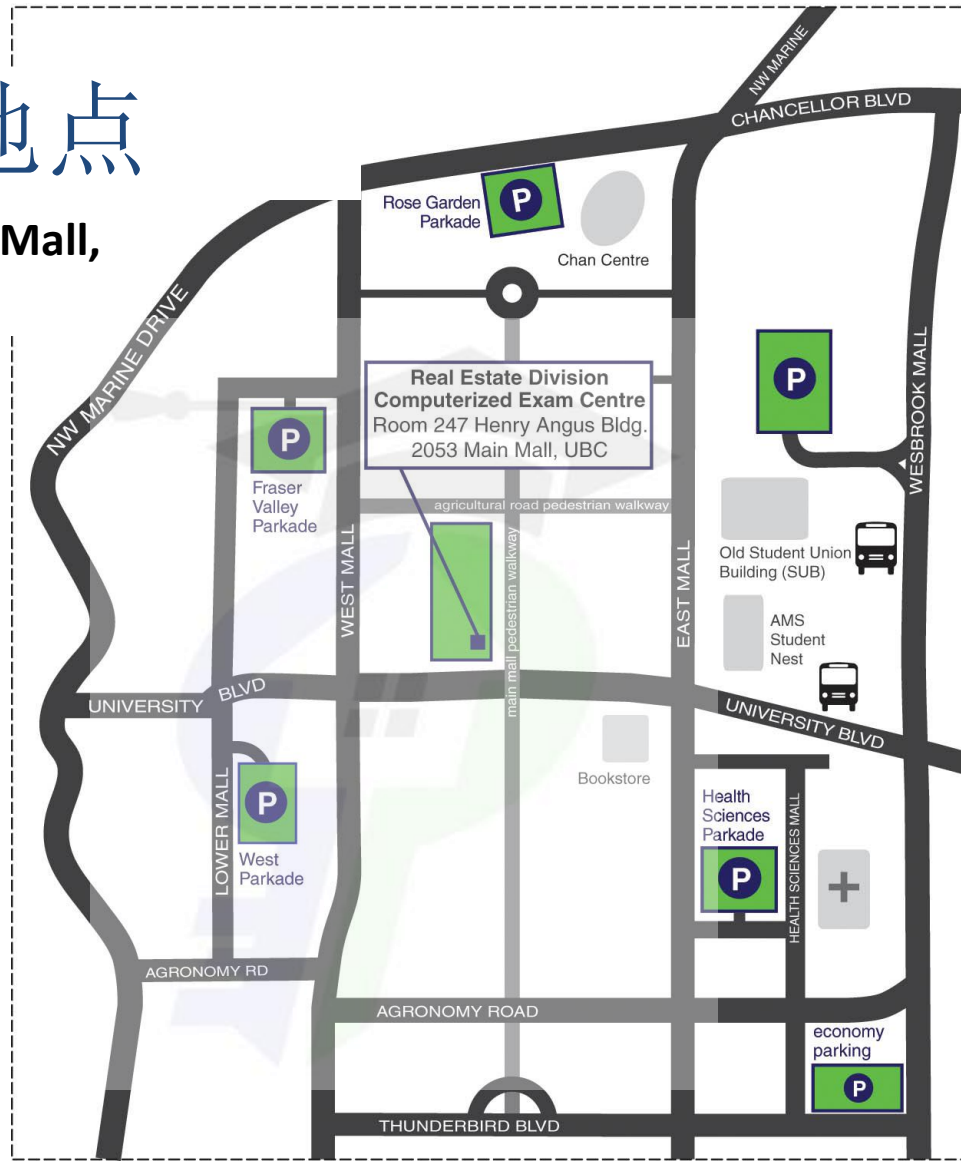 地点
Mall,
NW MARINE
CHANCELLOR BLVD
Rose Garden
Parkade
P
Chan Centre
NW MARINE DRIVE
WESBROOK MALL
P
Real Estate Division
Computerized Exam Centre
Room 247 Henry Angus Bldg.
2053 Main Mall, UBC
P
Fraser
Valley
Parkade
agricultural road pedestrian walkway
WEST MALL
main mall pedestrian walkway
EAST MALL
Old Student Union
Building (SUB)
AMS
Student
Nest
UNIVERSITY BLVD
UNIVERSITY BLVD
Bookstore
LOWER MALL
P
West
Parkade
Health
Sciences
Parkade
P
HEALTH SCIENCES MALL
AGRONOMY RD
AGRONOMY ROAD
economy
parking
P
THUNDERBIRD BLVD